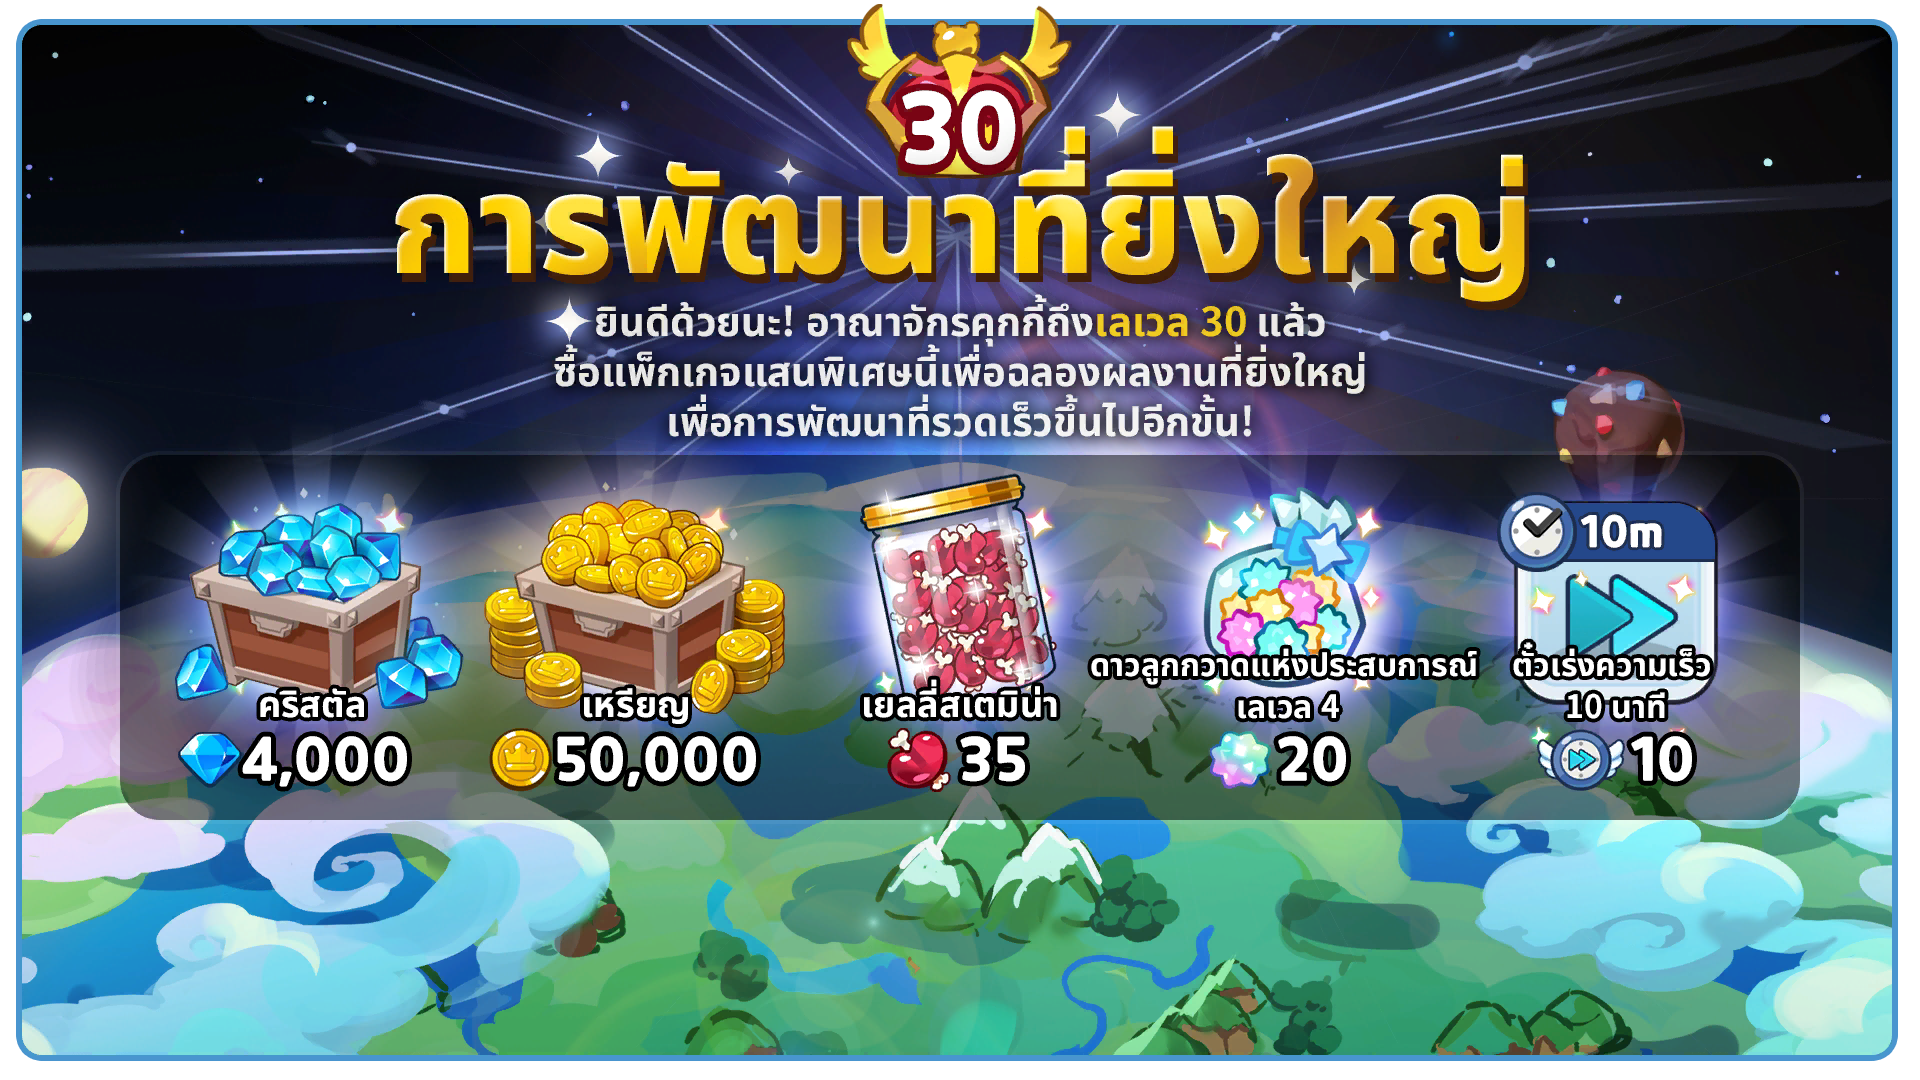 30
การพัฒนาที่ยิ่งใหญ่
ยินดีด้วยนะ! อาณาจักรคุกกี้ถึงเลเวล 30 แล้ว
ซื้อแพ็กเกจแสนพิเศษนี้เพื่อฉลองผลงานที่ยิ่งใหญ่
เพื่อการพัฒนาที่รวดเร็วขึ้นไปอีกขั้น!
คริสตัล
4,000
เหรียญ
50,000
เยลลี่สเตมิน่า
35
ดาวลูกกวาดแห่งประสบการณ์
เลเวล 4
20
10m
ตั๋วเร่งความเร็ว
10 นาที
10